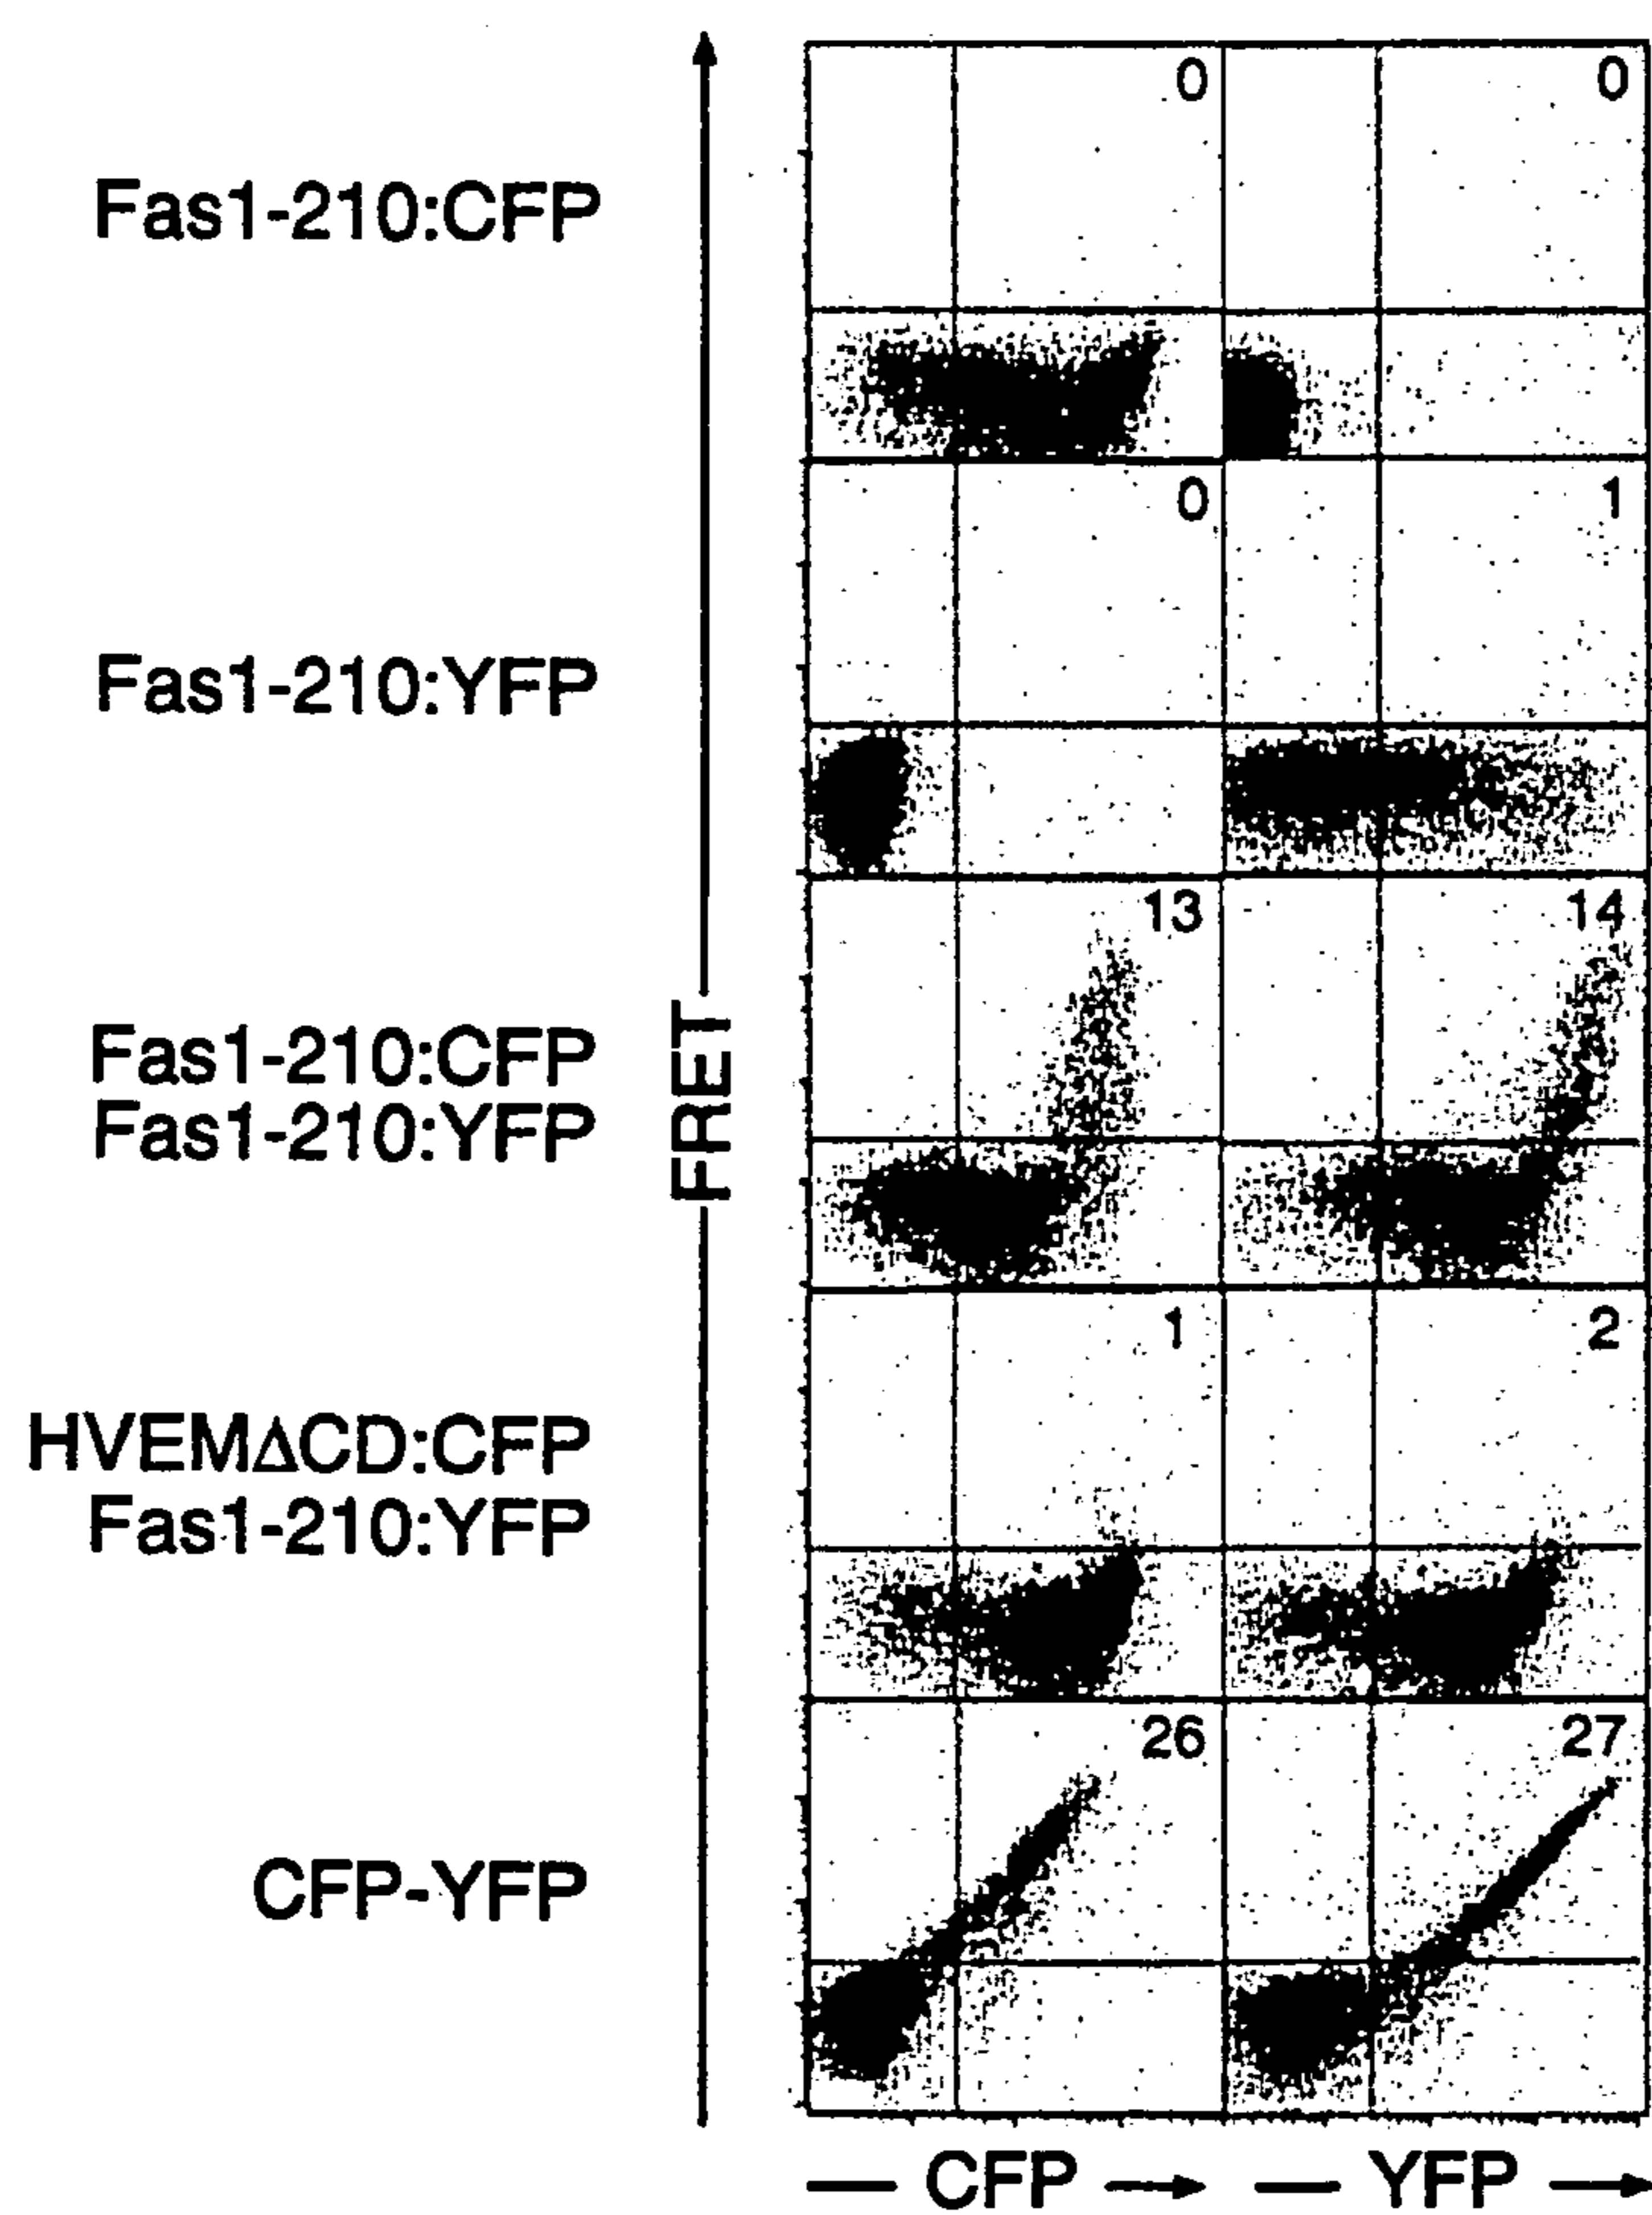 0 0
Fas1-210:CFP
0 1
Fas1-210:YFP
13 14
Fas1-210:CFP
Fas1-210:YFP
FRET
1 2
HVEMΔCD:CFP
Fas1-210:YFP
26 27
CFP-YFP
CFP YFP